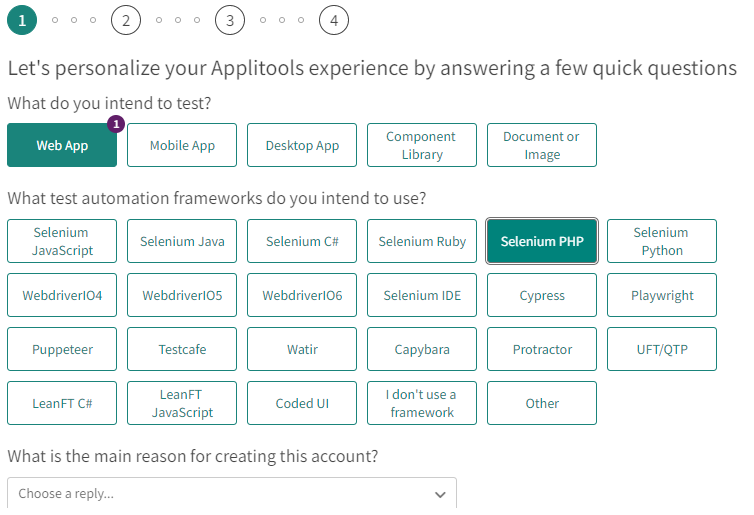 1 2 3 4
Let's personalize your Applitools experience by answering a few quick questions
What do you intend to test?
1
Web App
Mobile App
Desktop App
Component
Library
Document or
Image
What test automation frameworks do you intend to use?
Selenium
JavaScript
Selenium Java
Selenium C#
Selenium Ruby
Selenium PHP
Selenium
Python
WebdriverIO4
WebdriverIO5
WebdriverIO6
Selenium IDE
Cypress
Playwright
Puppeteer
Testcafe
Watir
Capybara
Protractor
UFT/QTP
LeanFT C#
LeanFT
JavaScript
Coded UI
I don't use a
framework
Other
What is the main reason for creating this account?
Choose a reply...